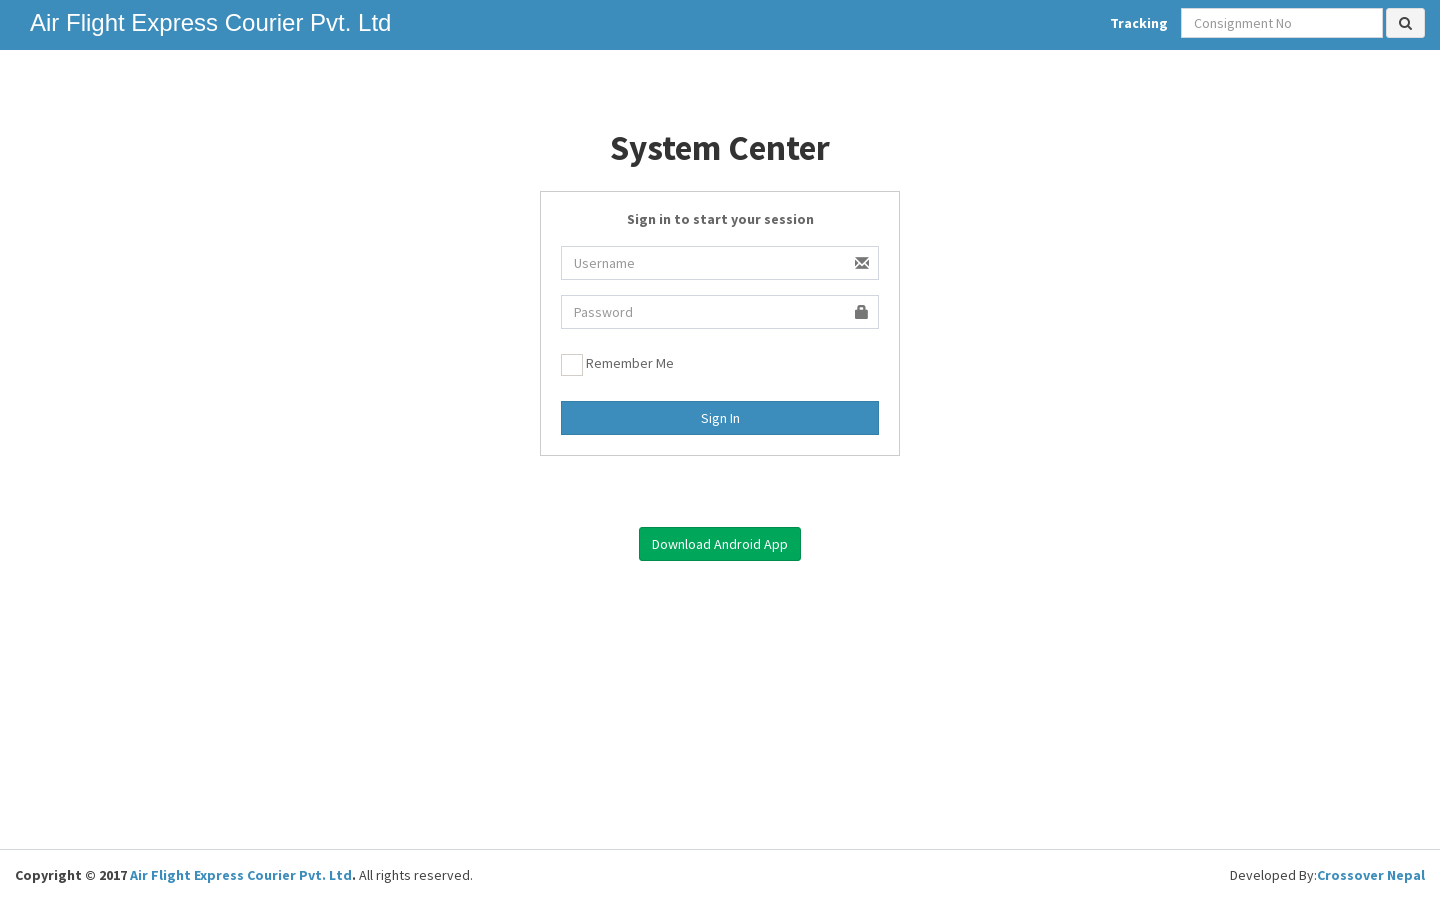 Air Flight Express Courier Pvt. Ltd
Tracking
Consignment No
System Center
Sign in to start your session
Username
Password
Remember Me
Sign In
Download Android App
Copyright © 2017 Air Flight Express Courier Pvt. Ltd. All rights reserved.
Developed By:Crossover Nepal